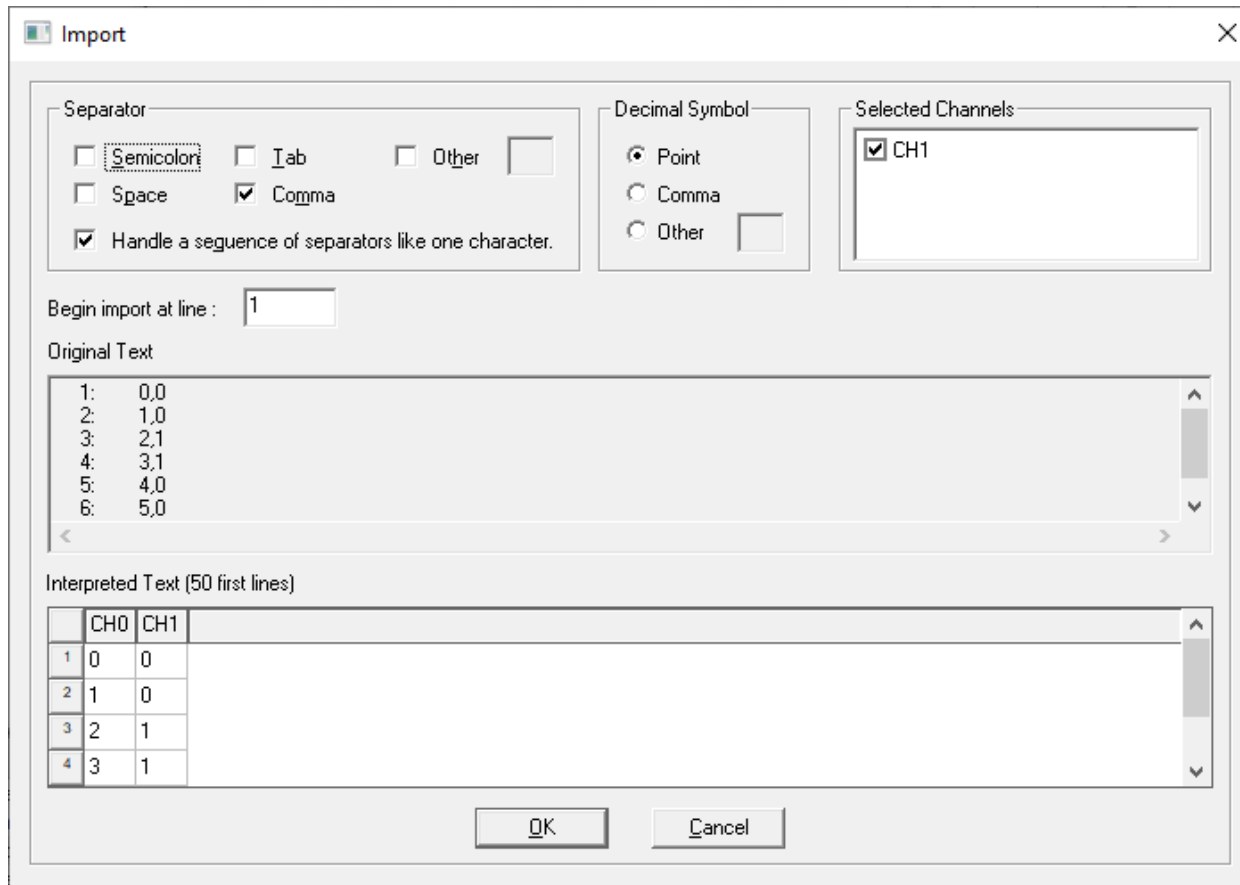 Import
Separator
Semicolon Tab Other
Space Comma
Handle a seguence of separators like one character.
Decimal Symbol
Point
Comma
Other
Selected Channels
CH1
Begin import at line : 1
Original Text
1: 0,0
2: 1,0
3: 2,1
4: 3,1
5: 4,0
6: 5,0
Interpreted Text (50 first lines)
CH0 CH1
1 0 0
2 1 0
3 2 1
4 3 1
OK Cancel